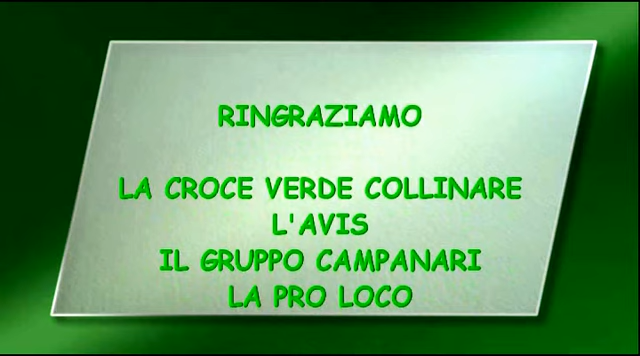 RINGRAZIAMO
LA CROCE VERDE COLLINARE
L'AVIS
IL GRUPPO CAMPANARI
LA PRO LOCO